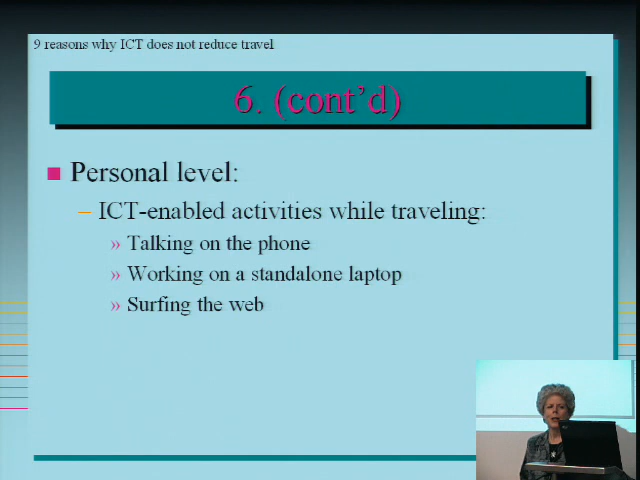 9 reasons why ICT does not reduce travel
6. (cont'd)
Personal level:
– ICT-enabled activities while traveling:
» Talking on the phone
» Working on a standalone laptop
» Surfing the web